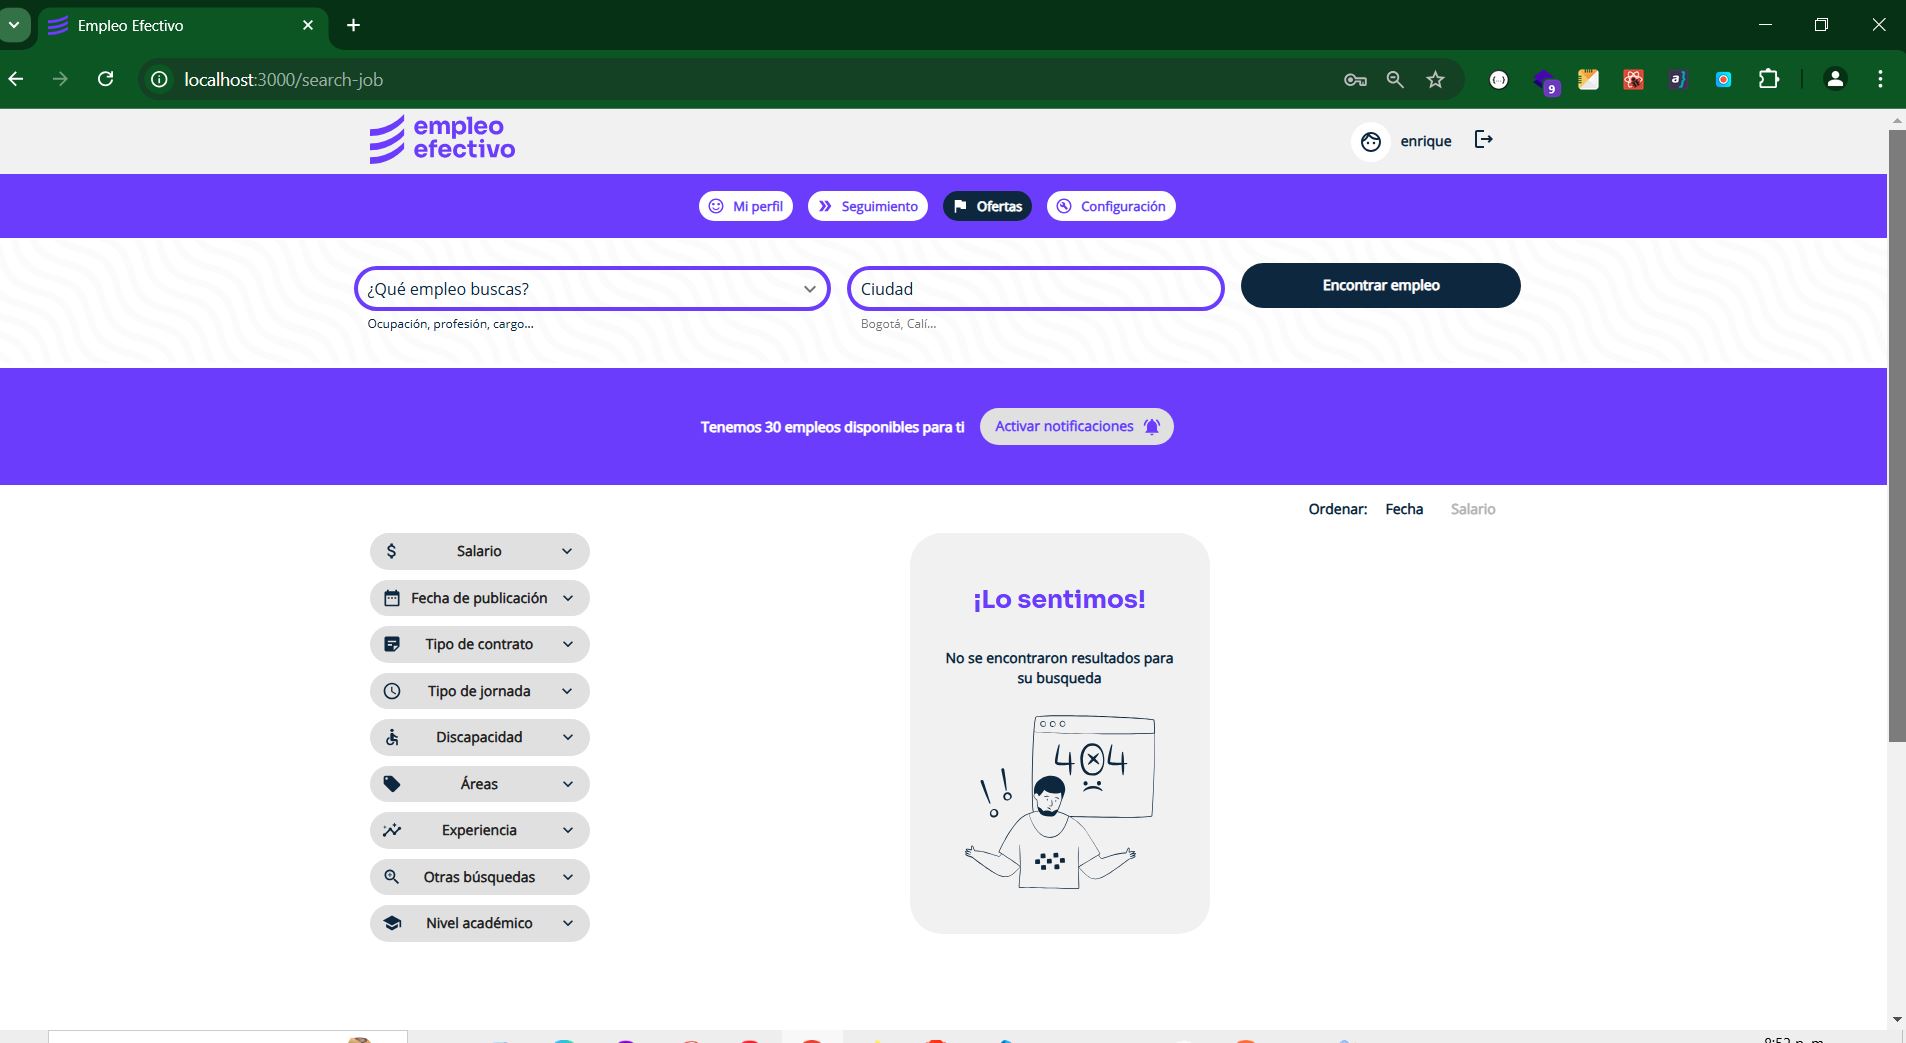 Empleo Efectivo
localhost:3000/search-job
9
empleo
efectivo
enrique
Mi perfil
Seguimiento
Ofertas
Configuración
¿Qué empleo buscas?
Ciudad
Encontrar empleo
Ocupación, profesión, cargo...
Bogotá, Calí...
Tenemos 30 empleos disponibles para ti
Activar notificaciones
Ordenar: Fecha Salario
Salario
Fecha de publicación
Tipo de contrato
Tipo de jornada
Discapacidad
Áreas
Experiencia
Otras búsquedas
Nivel académico
¡Lo sentimos!
No se encontraron resultados para
su busqueda
404